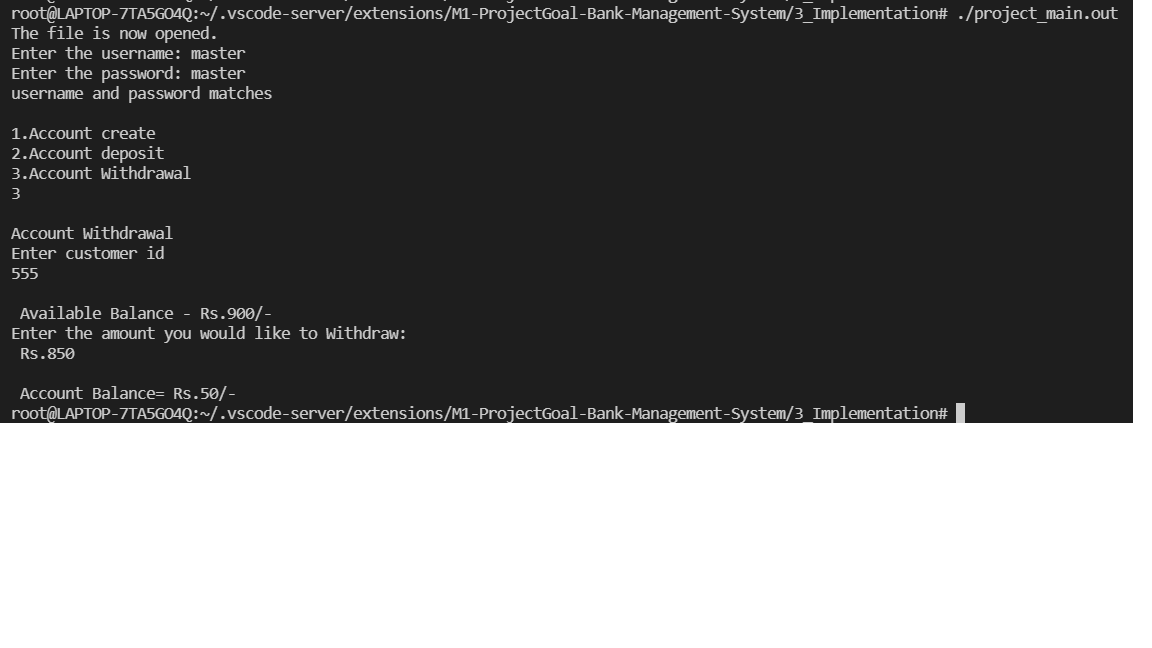 root@LAPTOP-7TA5GO4Q:~/.vscode-server/extensions/M1-ProjectGoal-Bank-Management-System/3_Implementation# ./project_main.out
The file is now opened.
Enter the username: master
Enter the password: master
username and password matches
1.Account create
2.Account deposit
3.Account Withdrawal
3
Account Withdrawal
Enter customer id
555
Available Balance - Rs.900/-
Enter the amount you would like to Withdraw:
Rs.850
Account Balance= Rs.50/-
root@LAPTOP-7TA5GO4Q:~/.vscode-server/extensions/M1-ProjectGoal-Bank-Management-System/3_Implementation#